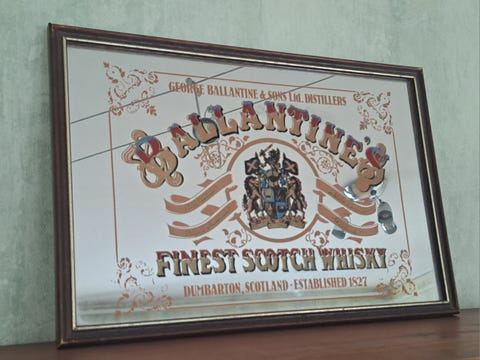 GEORGE BALLANTINE & SONS Ltd. DISTILLERS
BALLANTINE'S
FINEST SCOTCH WHISKY
DUMBARTON, SCOTLAND · ESTABLISHED 1827